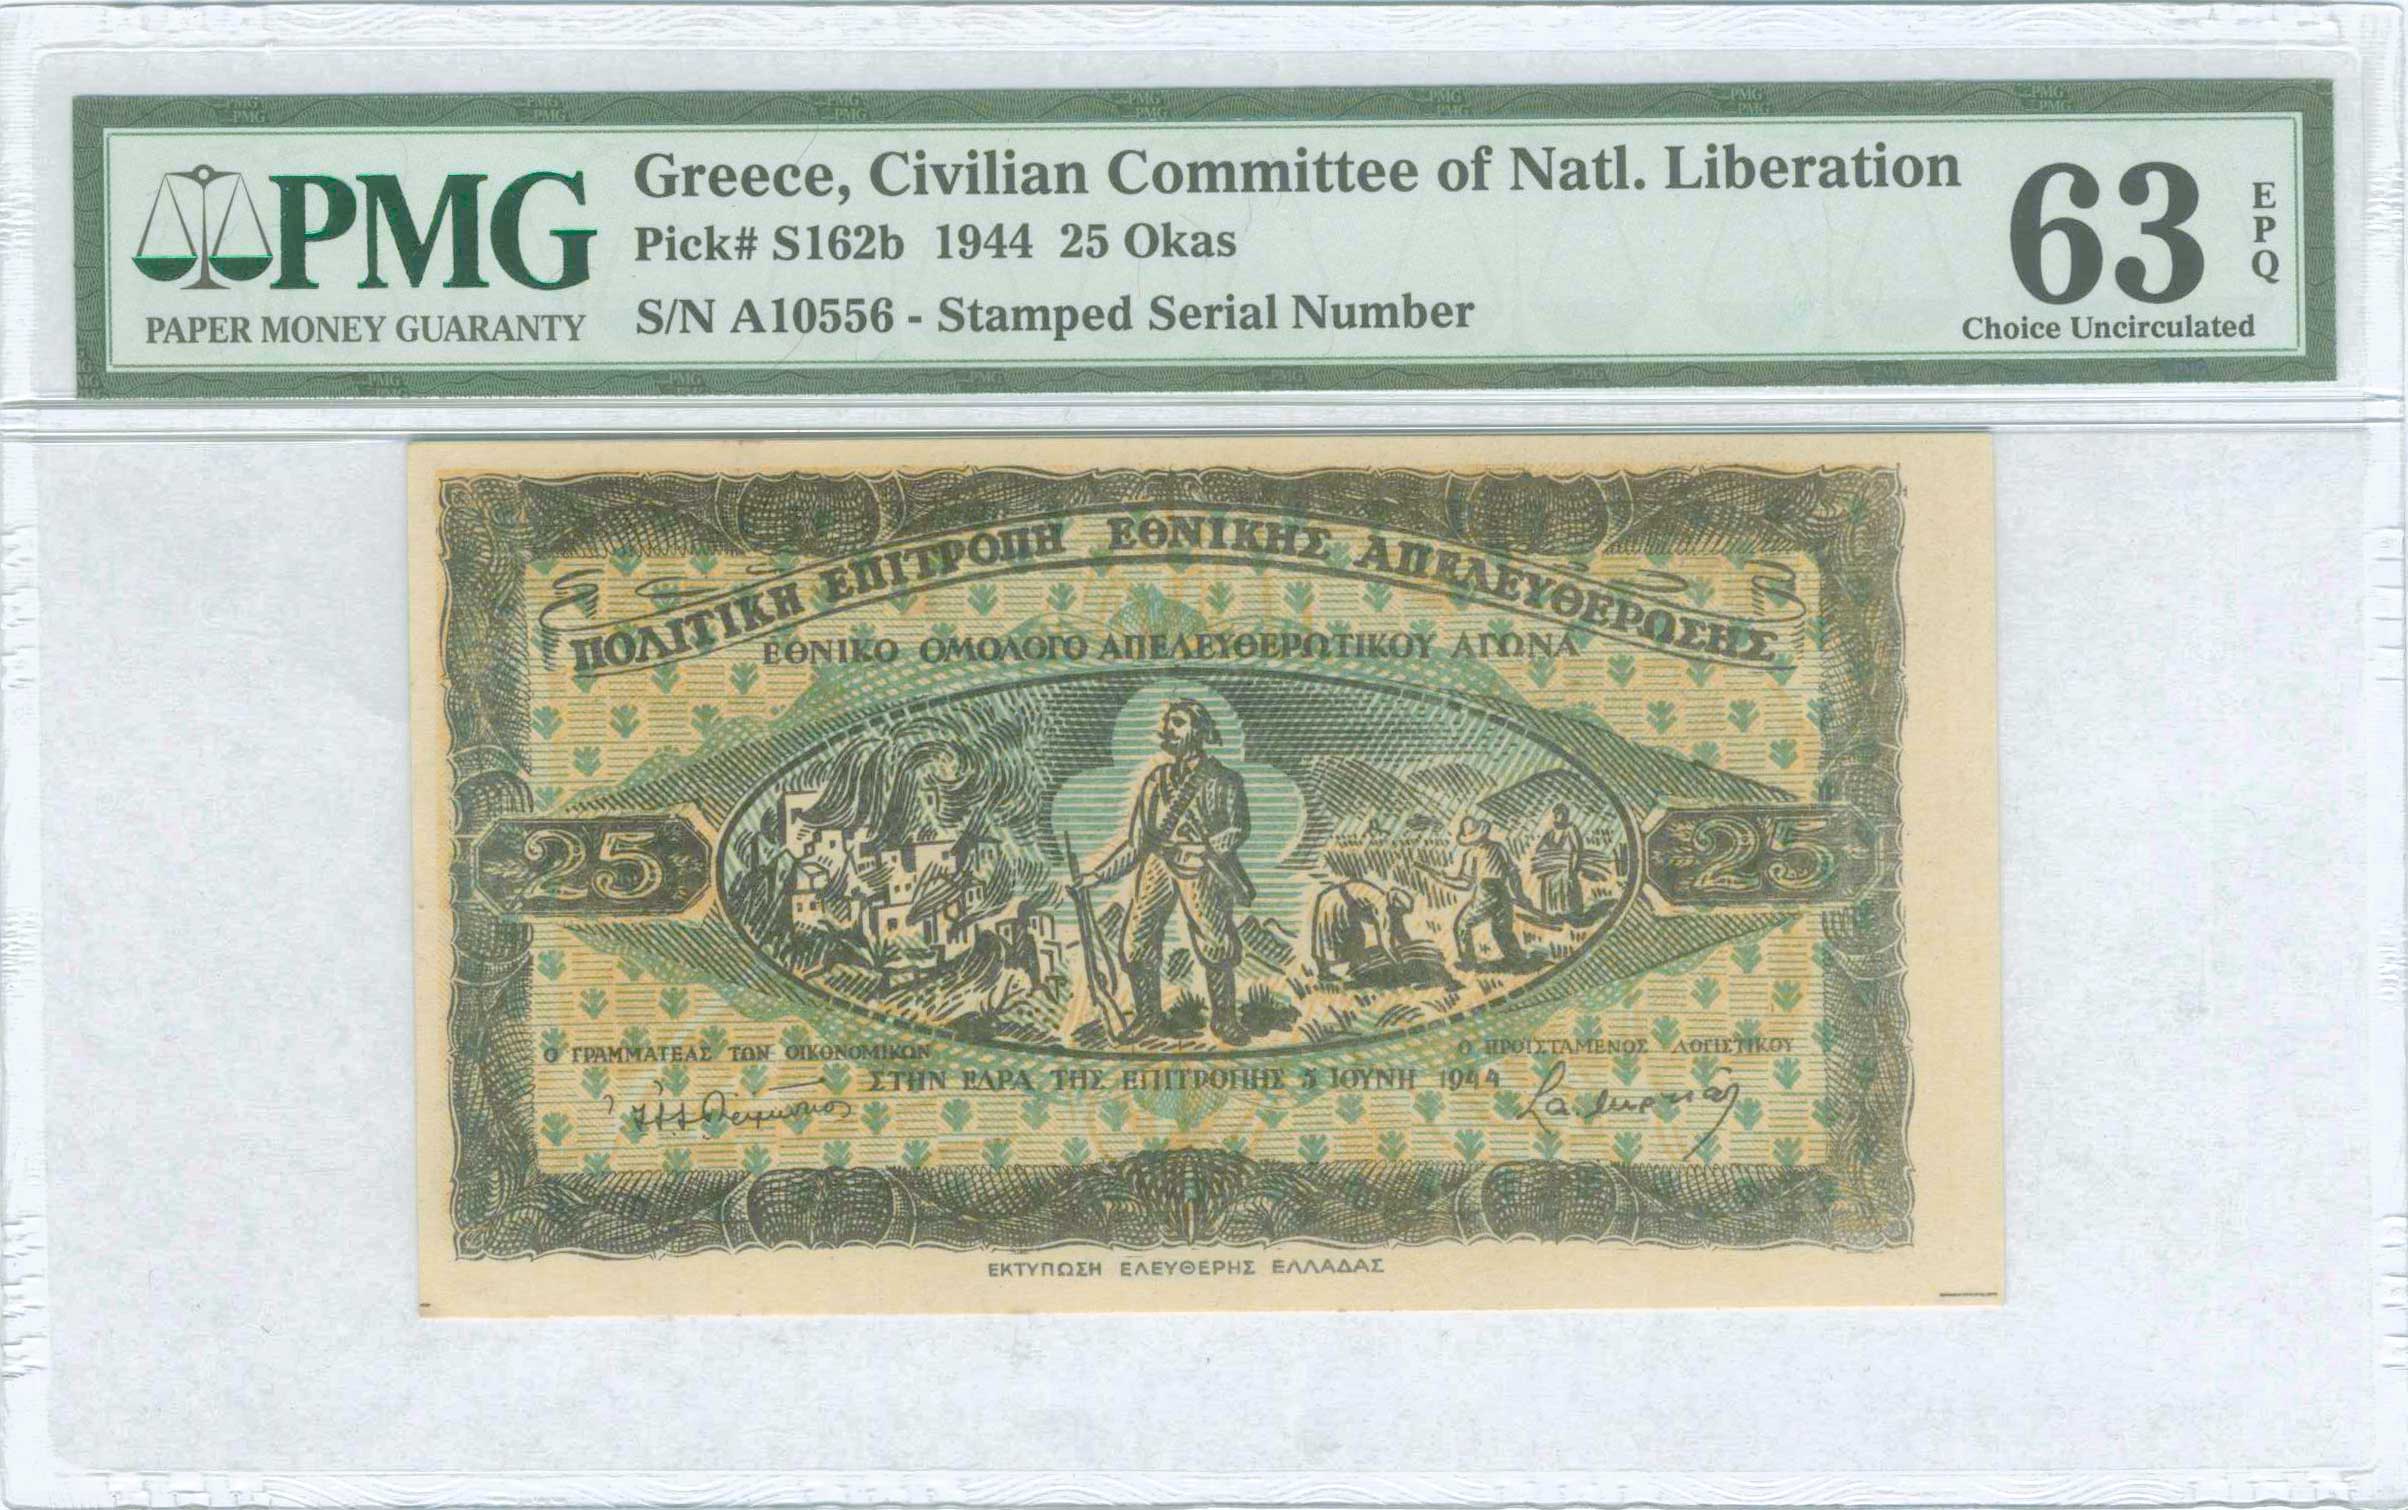 PMG
PAPER MONEY GUARANTY
Greece, Civilian Committee of Natl. Liberation
Pick# S162b 1944 25 Okas
S/N A10556 - Stamped Serial Number
63
EPQ
Choice Uncirculated
ΠΟΛΙΤΙΚΗ ΕΠΙΤΡΟΠΗ ΕΘΝΙΚΗΣ ΑΠΕΛΕΥΘΕΡΩΣΗΣ
ΕΘΝΙΚΟ ΟΜΟΛΟΓΟ ΑΠΕΛΕΥΘΕΡΩΤΙΚΟΥ ΑΓΩΝΑ
25
25
Ο ΓΡΑΜΜΑΤΕΑΣ ΤΩΝ ΟΙΚΟΝΟΜΙΚΩΝ
Ο ΠΡΟΪΣΤΑΜΕΝΟΣ ΛΟΓΙΣΤΙΚΟΥ
ΣΤΗΝ ΕΔΡΑ ΤΗΣ ΕΠΙΤΡΟΠΗΣ 5 ΙΟΥΝΗ 1944
ΕΚΤΥΠΩΣΗ ΕΛΕΥΘΕΡΗΣ ΕΛΛΑΔΑΣ